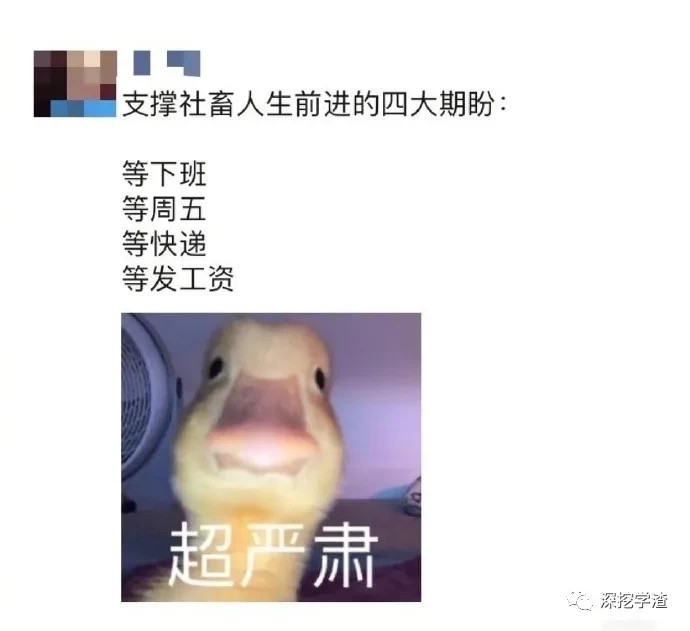 支撑社畜人生前进的四大期盼：
等下班
等周五
等快递
等发工资
超严肃
深挖学渣